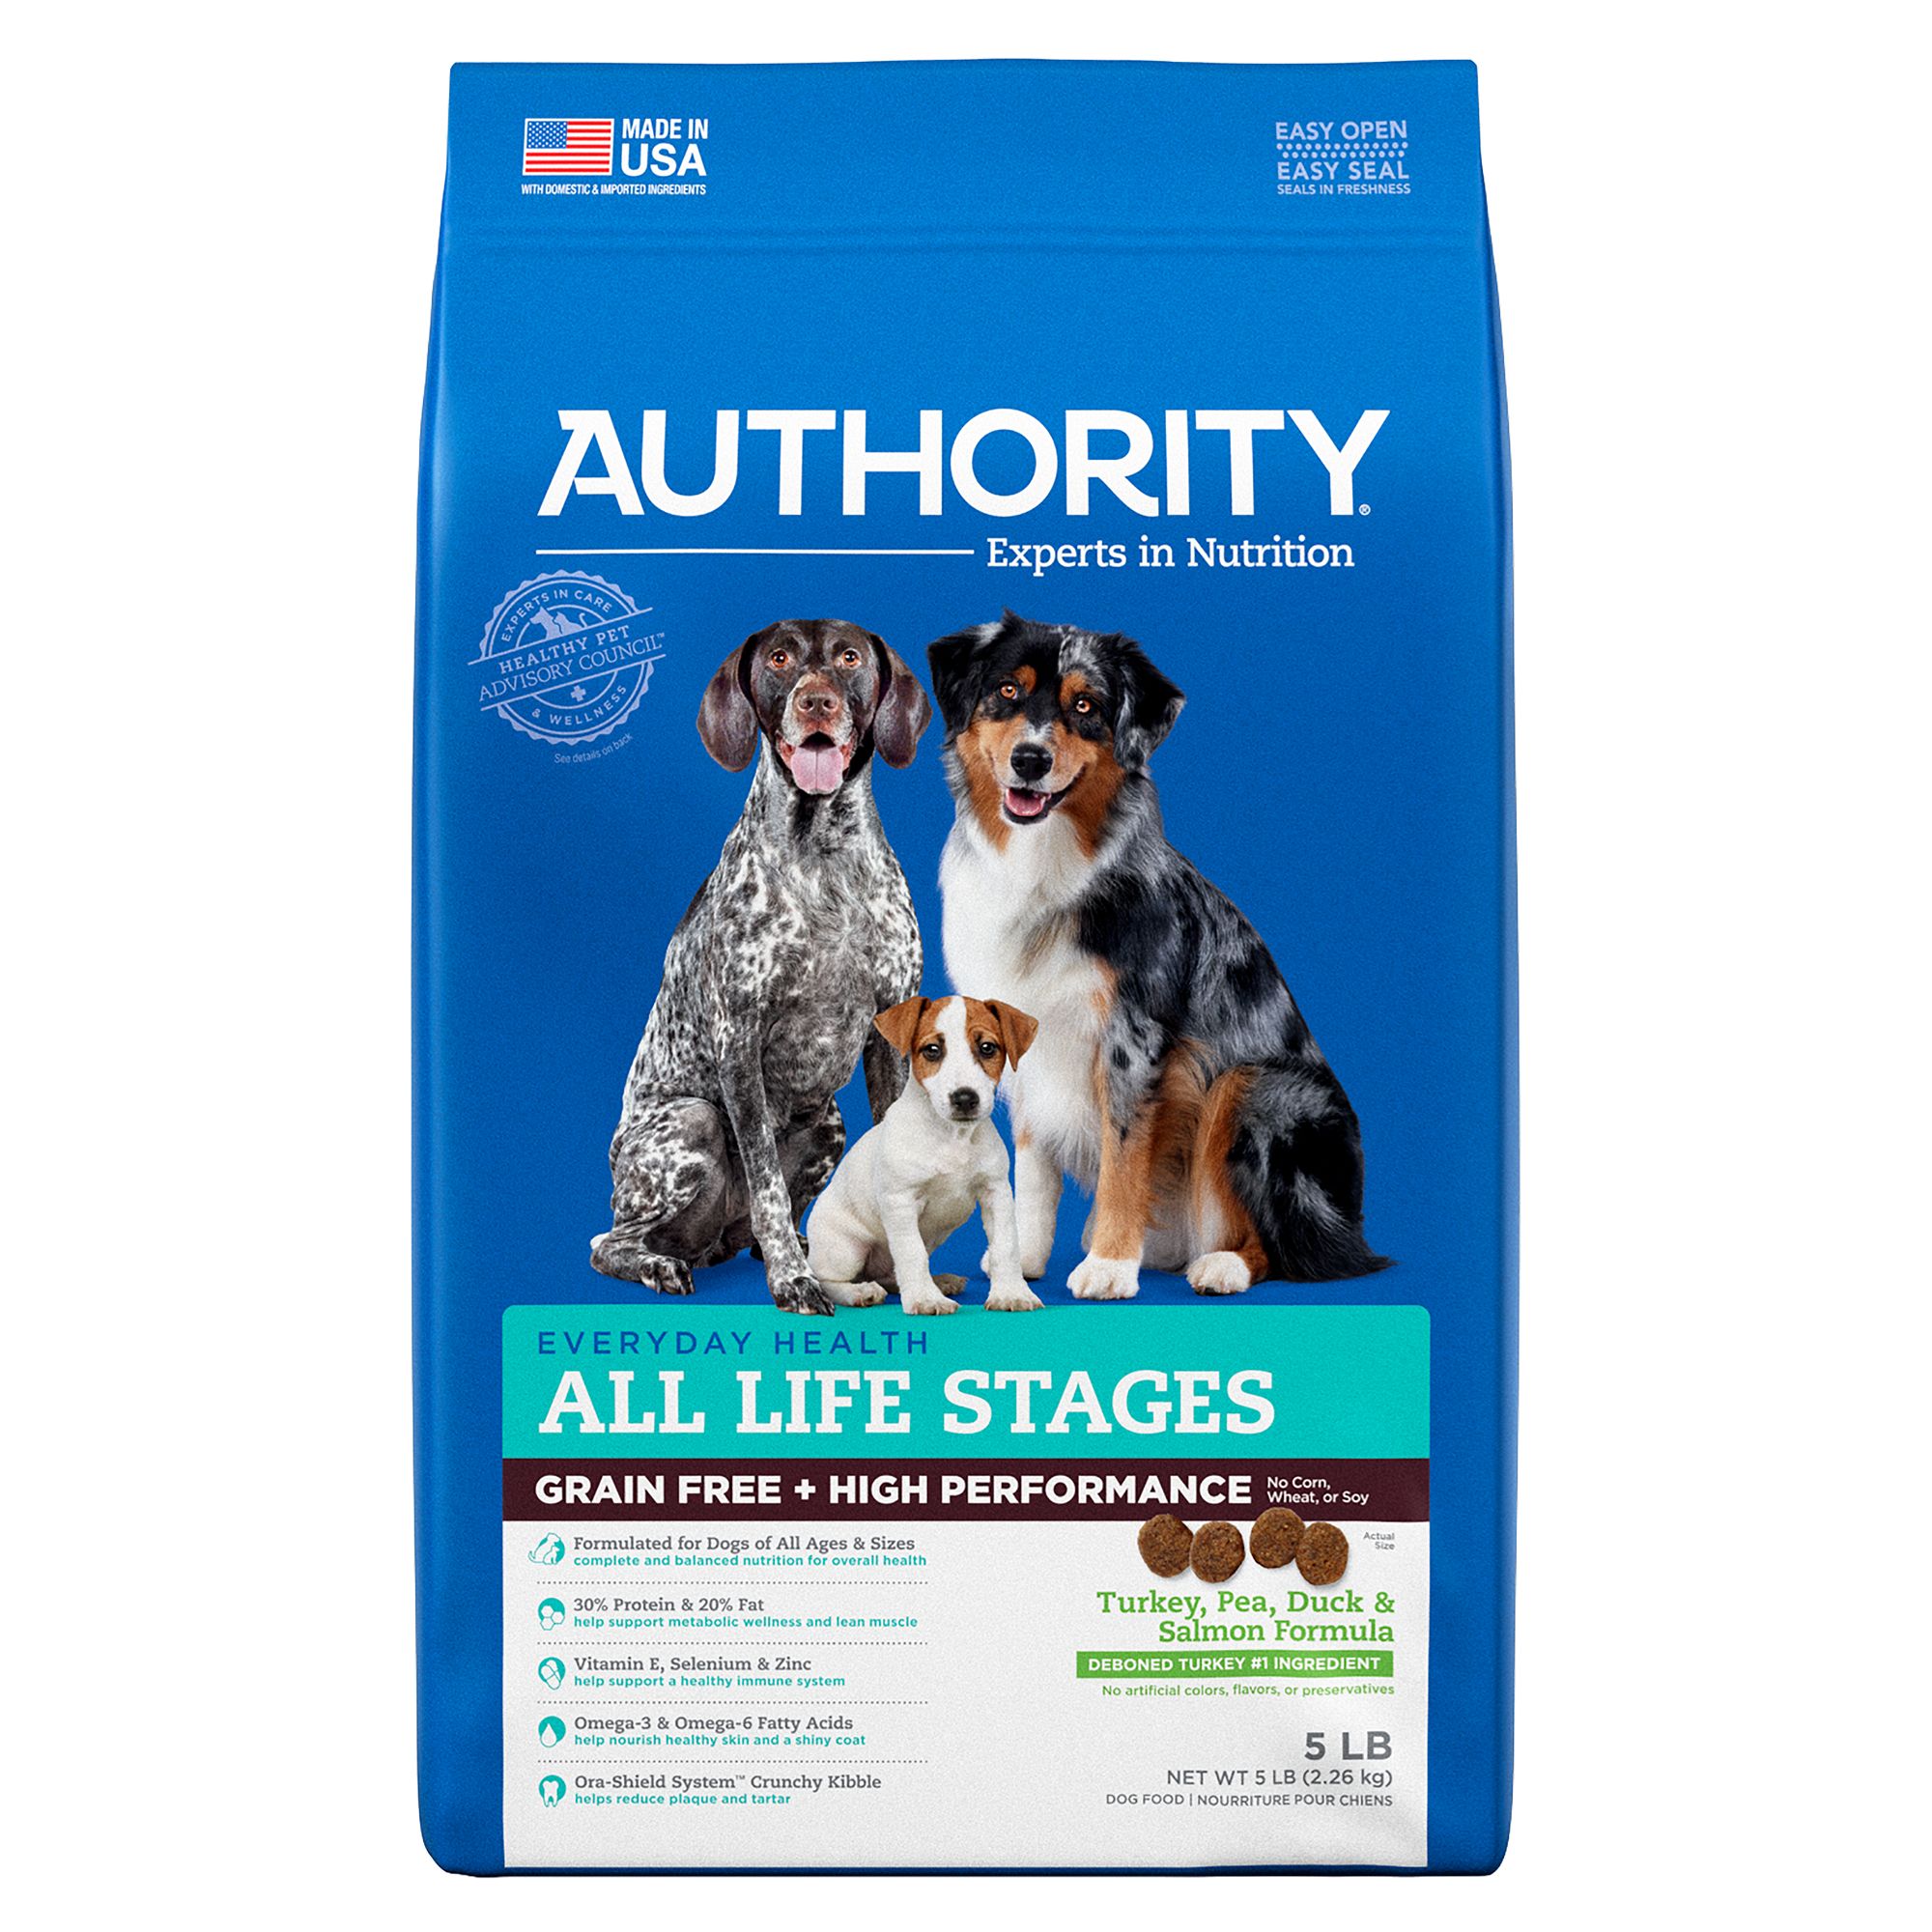 MADE IN
USA
WITH DOMESTIC & IMPORTED INGREDIENTS
EASY OPEN
EASY SEAL
SEALS IN FRESHNESS
AUTHORITY®
Experts in Nutrition
EXPERTS IN CARE
HEALTHY PET
ADVISORY COUNCIL™
& WELLNESS
See details on back
EVERYDAY HEALTH
ALL LIFE STAGES
GRAIN FREE + HIGH PERFORMANCE
No Corn,
Wheat, or Soy
Formulated for Dogs of All Ages & Sizes
complete and balanced nutrition for overall health
30% Protein & 20% Fat
help support metabolic wellness and lean muscle
Vitamin E, Selenium & Zinc
help support a healthy immune system
Omega-3 & Omega-6 Fatty Acids
help nourish healthy skin and a shiny coat
Ora-Shield System™ Crunchy Kibble
helps reduce plaque and tartar
Actual
Size
Turkey, Pea, Duck &
Salmon Formula
DEBONED TURKEY #1 INGREDIENT
No artificial colors, flavors, or preservatives
5 LB
NET WT 5 LB (2.26 kg)
DOG FOOD | NOURRITURE POUR CHIENS